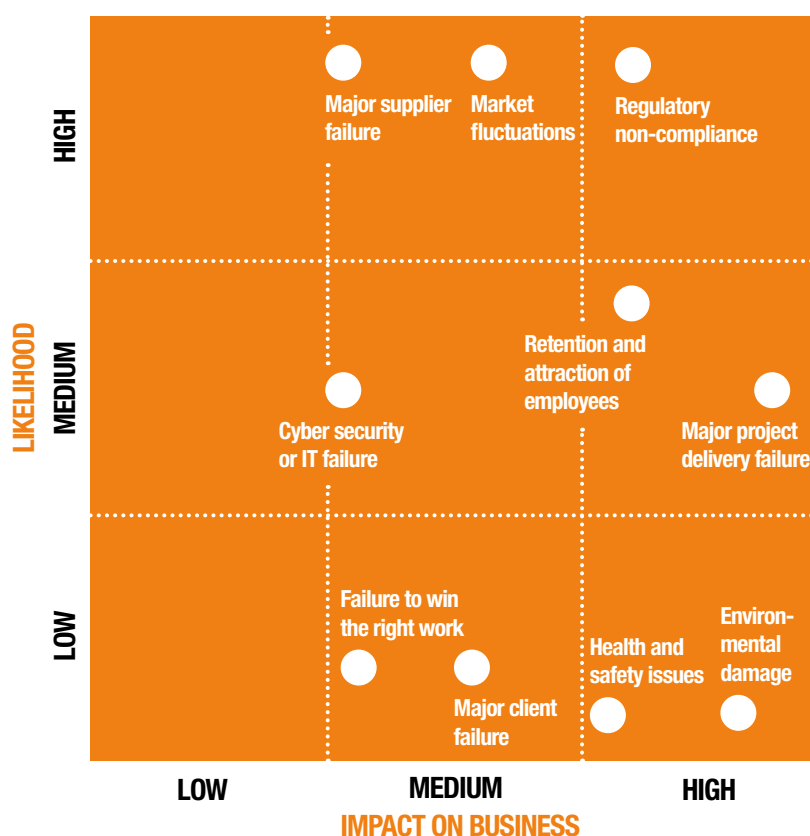 HIGH
Major supplier
failure
Market
fluctuations
Regulatory
non-compliance
LIKELIHOOD
MEDIUM
Retention and
attraction of
employees
Cyber security
or IT failure
Major project
delivery failure
LOW
Failure to win
the right work
Major client
failure
Health and
safety issues
Environ-
mental
damage
LOW
MEDIUM
HIGH
IMPACT ON BUSINESS